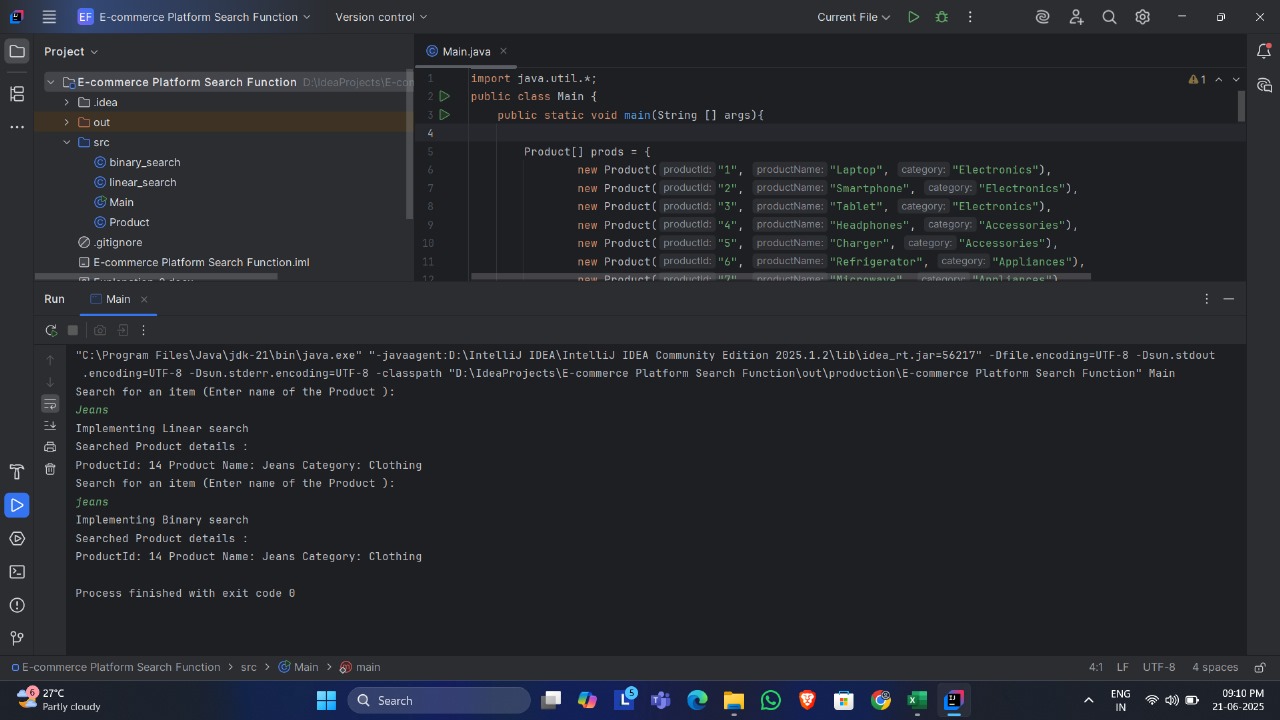 EF E-commerce Platform Search Function Version control Current File
Project
Main.java
E-commerce Platform Search Function D:\IdeaProjects\E-com
.idea
out
src
binary_search
linear_search
Main
Product
.gitignore
E-commerce Platform Search Function.iml
1 import java.util.*;
2 public class Main {
3 public static void main(String [] args){
4
5 Product[] prods = {
6 new Product( productId: "1", productName: "Laptop", category: "Electronics"),
7 new Product( productId: "2", productName: "Smartphone", category: "Electronics"),
8 new Product( productId: "3", productName: "Tablet", category: "Electronics"),
9 new Product( productId: "4", productName: "Headphones", category: "Accessories"),
10 new Product( productId: "5", productName: "Charger", category: "Accessories"),
11 new Product( productId: "6", productName: "Refrigerator", category: "Appliances"),
12 new Product( productId: "7", productName: "Microwave", category: "Appliances")
1
Run Main
"C:\Program Files\Java\jdk-21\bin\java.exe" "-javaagent:D:\IntelliJ IDEA\IntelliJ IDEA Community Edition 2025.1.2\lib\idea_rt.jar=56217" -Dfile.encoding=UTF-8 -Dsun.stdout
.encoding=UTF-8 -Dsun.stderr.encoding=UTF-8 -classpath "D:\IdeaProjects\E-commerce Platform Search Function\out\production\E-commerce Platform Search Function" Main
Search for an item (Enter name of the Product ):
Jeans
Implementing Linear search
Searched Product details :
ProductId: 14 Product Name: Jeans Category: Clothing
Search for an item (Enter name of the Product ):
jeans
Implementing Binary search
Searched Product details :
ProductId: 14 Product Name: Jeans Category: Clothing
Process finished with exit code 0
E-commerce Platform Search Function > src > Main > main 4:1 LF UTF-8 4 spaces
6 27°C
Partly cloudy
Search
L 5
ENG
IN
09:10 PM
21-06-2025